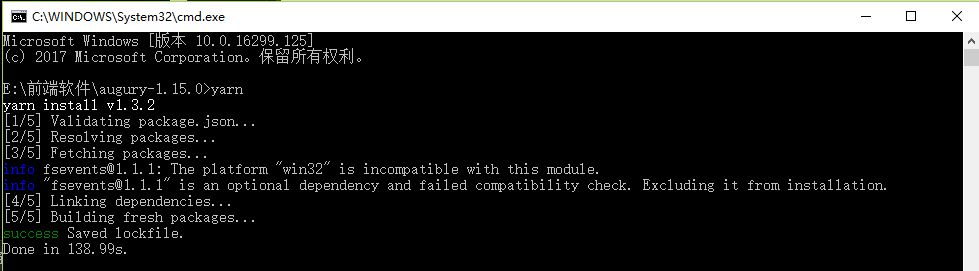 C:\WINDOWS\System32\cmd.exe
Microsoft Windows [版本 10.0.16299.125]
(c) 2017 Microsoft Corporation。保留所有权利。
E:\前端软件\augury-1.15.0>yarn
yarn install v1.3.2
[1/5] Validating package.json...
[2/5] Resolving packages...
[3/5] Fetching packages...
info fsevents@1.1.1: The platform "win32" is incompatible with this module.
info "fsevents@1.1.1" is an optional dependency and failed compatibility check. Excluding it from installation.
[4/5] Linking dependencies...
[5/5] Building fresh packages...
success Saved lockfile.
Done in 138.99s.